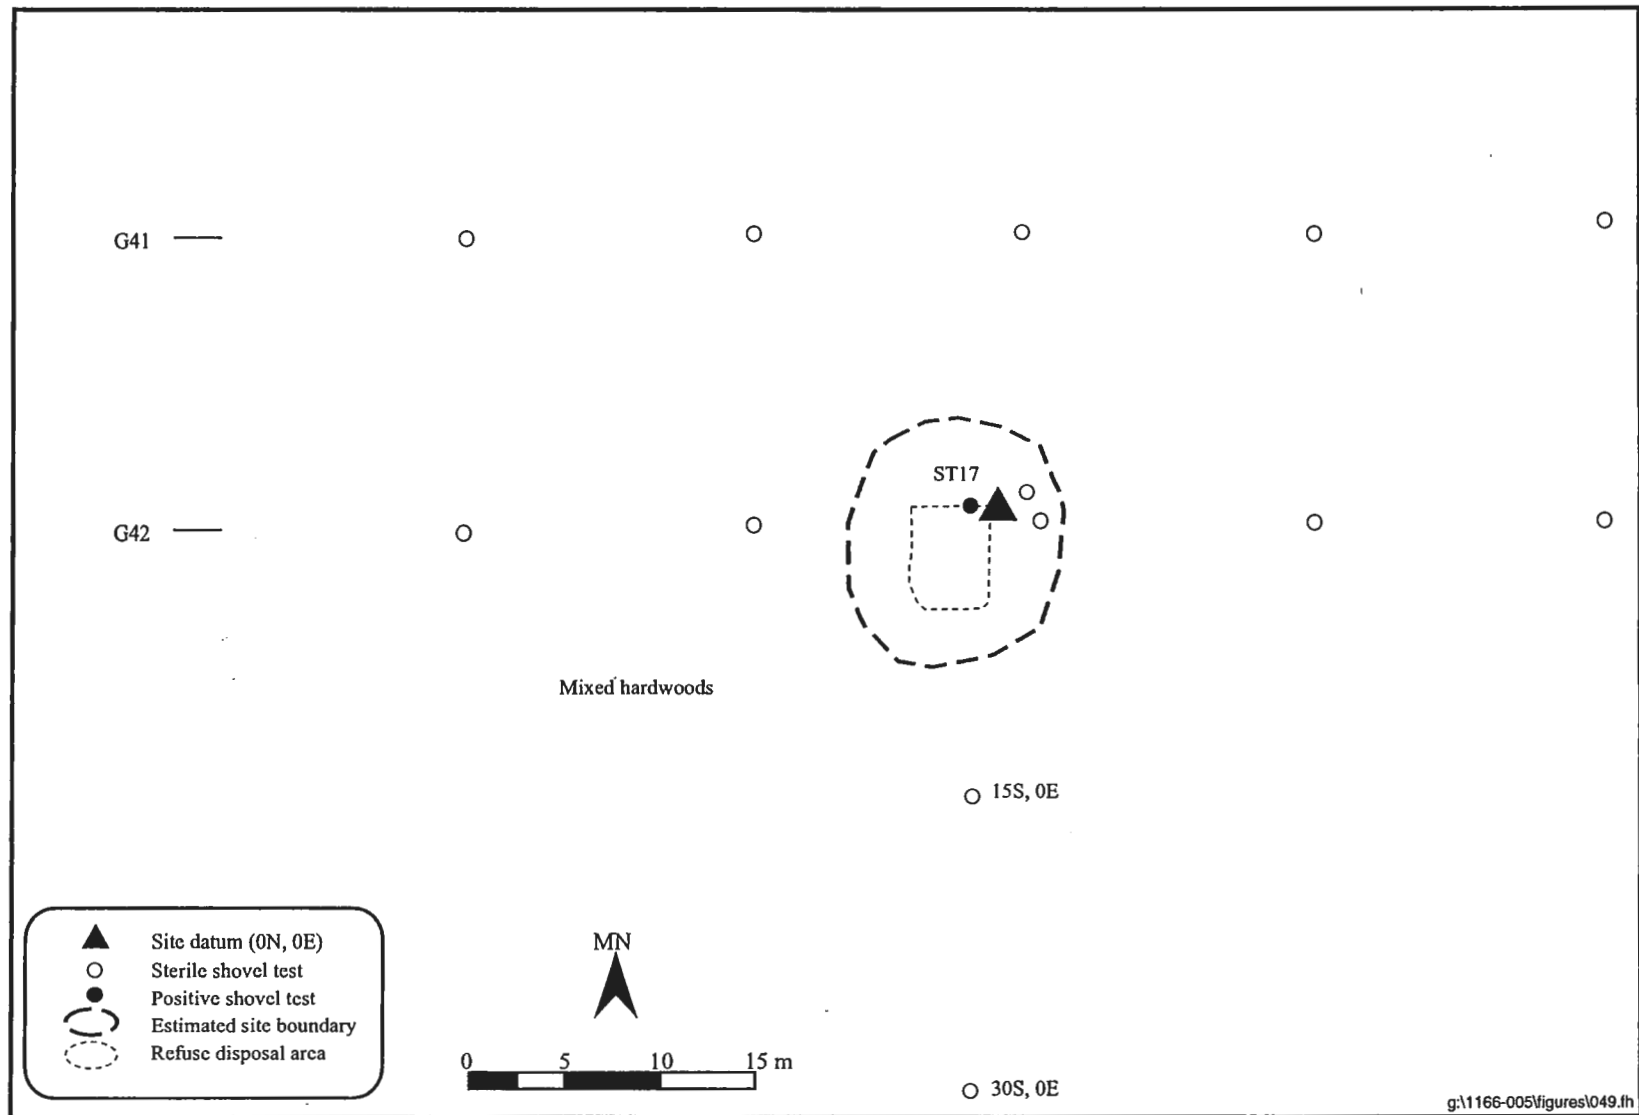 G41
ST17
G42
Mixed hardwoods
15S, 0E
Site datum (0N, 0E)
Sterile shovel test
Positive shovel test
Estimated site boundary
Refuse disposal area
MN
0 5 10 15 m
30S, 0E
g:\1166-005\figures\049.fh